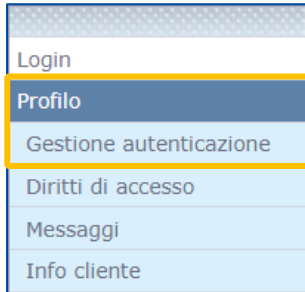 Login
Profilo
Gestione autenticazione
Diritti di accesso
Messaggi
Info cliente